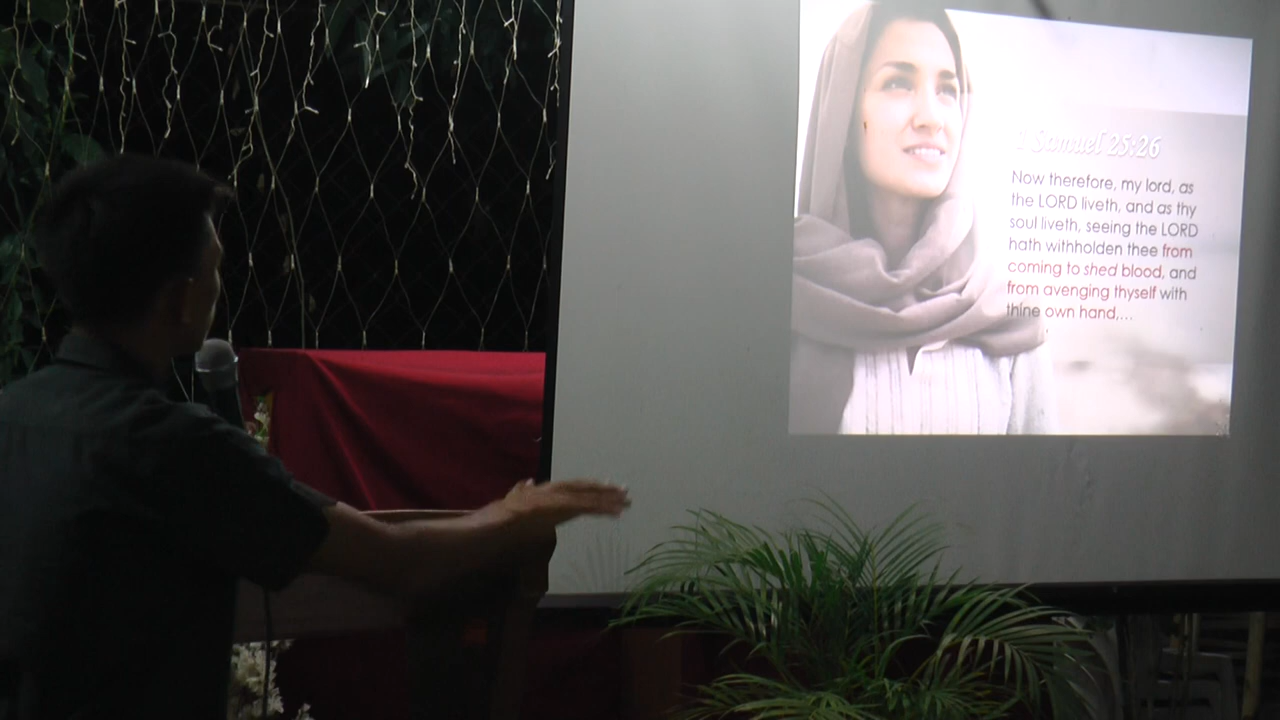 1 Samuel 25:26
Now therefore, my lord, as
the LORD liveth, and as thy
soul liveth, seeing the LORD
hath withholden thee from
coming to shed blood, and
from avenging thyself with
thine own hand,...